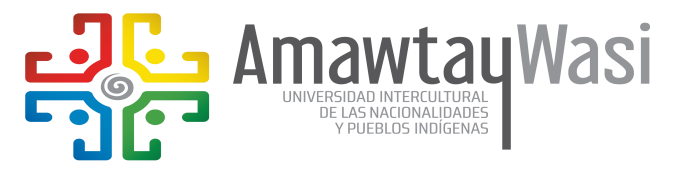 AmawtayWasi
UNIVERSIDAD INTERCULTURAL
DE LAS NACIONALIDADES
Y PUEBLOS INDÍGENAS